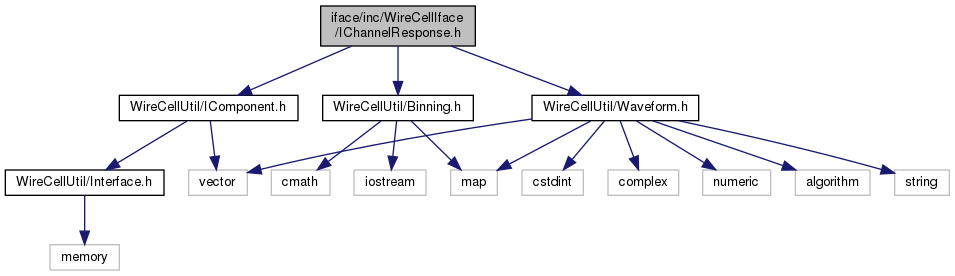 iface/inc/WireCellIface
/IChannelResponse.h
WireCellUtil/IComponent.h
WireCellUtil/Binning.h
WireCellUtil/Waveform.h
WireCellUtil/Interface.h
vector
cmath
iostream
map
cstdint
complex
numeric
algorithm
string
memory